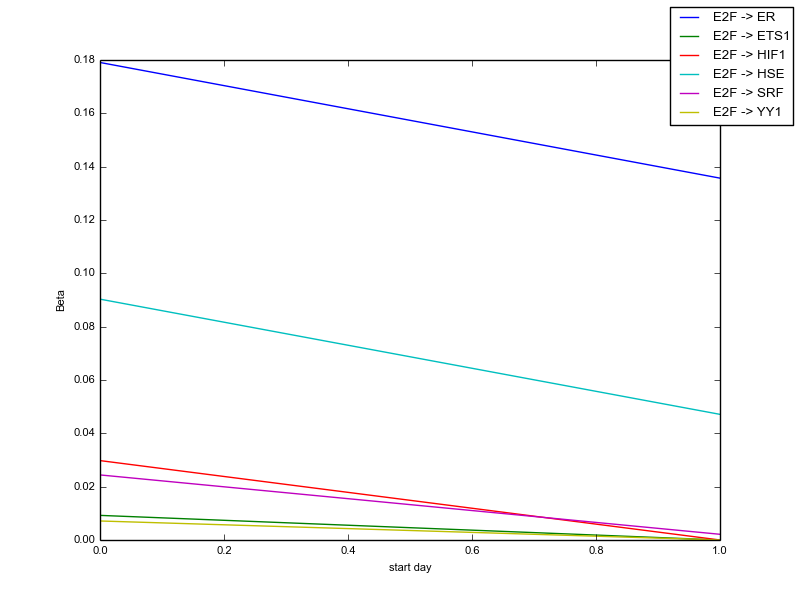 E2F -> ER
E2F -> ETS1
E2F -> HIF1
E2F -> HSE
E2F -> SRF
E2F -> YY1
0.18
0.16
0.14
0.12
0.10
0.08
0.06
0.04
0.02
0.00
Beta
0.0 0.2 0.4 0.6 0.8 1.0
start day